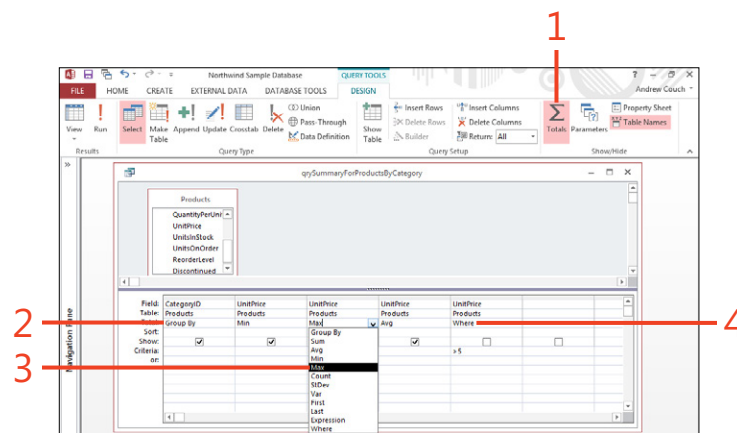 1
Northwind Sample Database
QUERY TOOLS
? – X
FILE HOME CREATE EXTERNAL DATA DATABASE TOOLS DESIGN
Andrew Couch
View Run Select Make Table Append Update Crosstab Delete
Union
Pass-Through
Data Definition
Show Table
Insert Rows
Delete Rows
Builder
Insert Columns
Delete Columns
Return: All
Totals Parameters
Property Sheet
Table Names
Results Query Type Query Setup Show/Hide
qrySummaryForProductsByCategory
Products
QuantityPerUni
UnitPrice
UnitsInStock
UnitsOnOrder
ReorderLevel
Discontinued
Navigation Pane
Field: CategoryID UnitPrice UnitPrice UnitPrice UnitPrice
Table: Products Products Products Products Products
2 Group By Min Max Avg Where 4
Sort: Group By
Show: Sum
Criteria: Avg >5
or: Min
3 Max
Count
StDev
Var
First
Last
Expression
Where